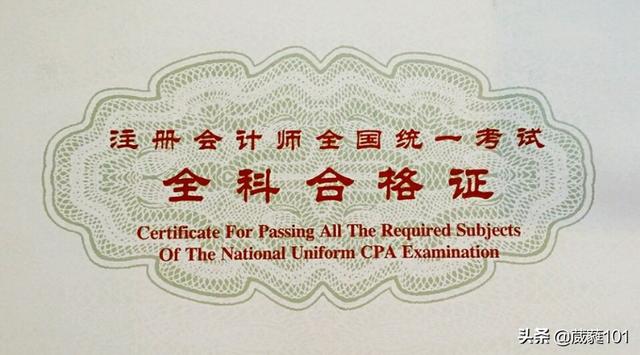 注册会计师全国统一考试
全科合格证
Certificate For Passing All The Required Subjects
Of The National Uniform CPA Examination
头条 @葳蕤101